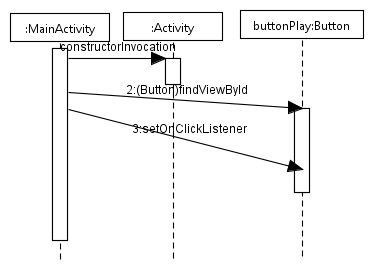 :MainActivity
:Activity
buttonPlay:Button
constructorInvocation
2:(Button)findViewById
3:setOnClickListener